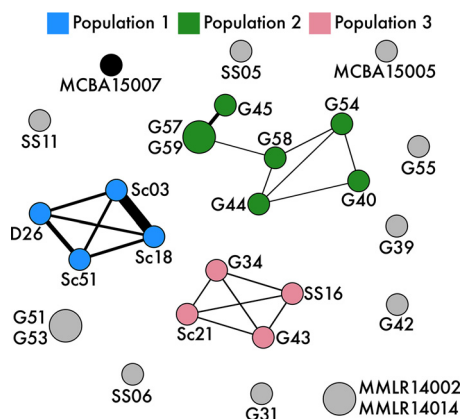 Population 1 Population 2 Population 3
SS05
MCBA15007
MCBA15005
G45
G54
SS11
G57
G59
G58
G55
Sc03
G44
G40
D26
Sc18
G39
Sc51
G34
SS16
G51
G53
Sc21
G43
G42
SS06
G31
MMLR14002
MMLR14014